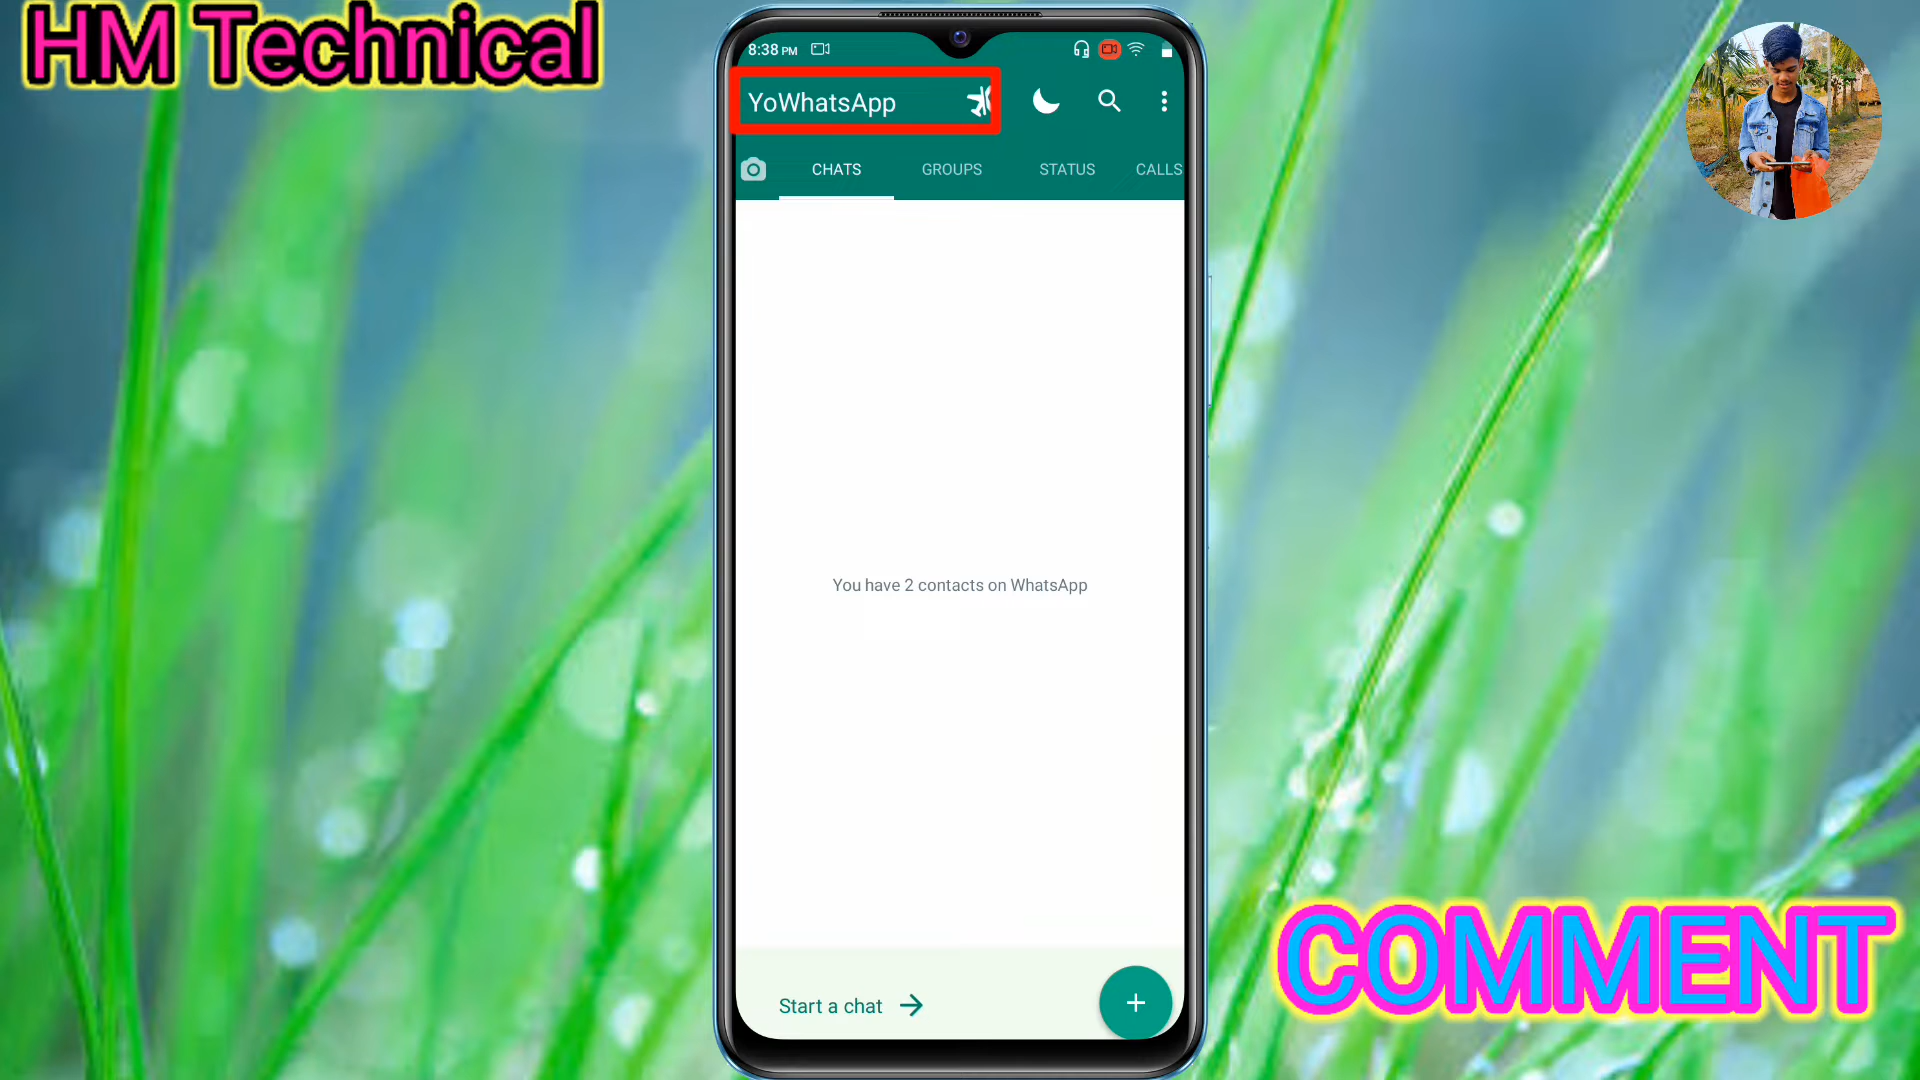 HM Technical
8:38 PM
YoWhatsApp
CHATS GROUPS STATUS CALLS
You have 2 contacts on WhatsApp
Start a chat
COMMENT